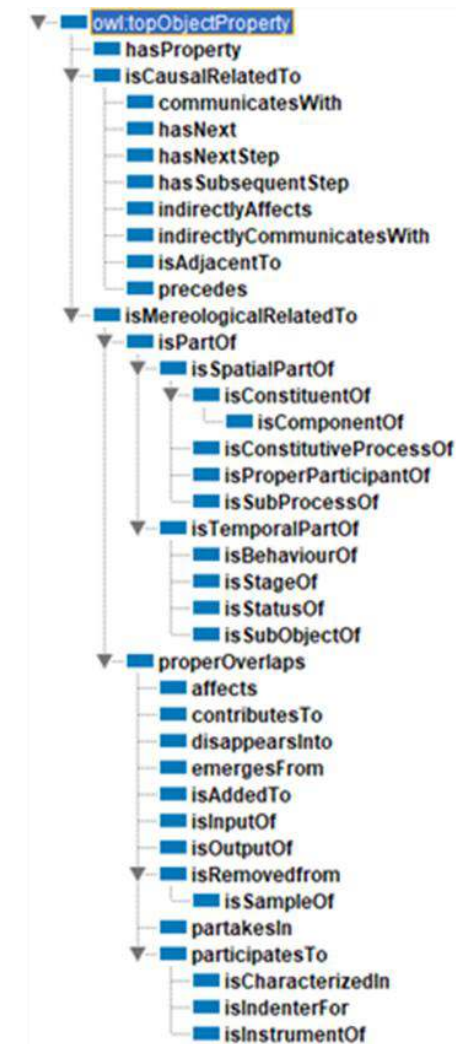 owl:topObjectProperty
hasProperty
isCausalRelatedTo
communicatesWith
hasNext
hasNextStep
hasSubsequentStep
indirectlyAffects
indirectlyCommunicatesWith
isAdjacentTo
precedes
isMereologicalRelatedTo
isPartOf
isSpatialPartOf
isConstituentOf
isComponentOf
isConstitutiveProcessOf
isProperParticipantOf
isSubProcessOf
isTemporalPartOf
isBehaviourOf
isStageOf
isStatusOf
isSubObjectOf
properOverlaps
affects
contributesTo
disappearsInto
emergesFrom
isAddedTo
isInputOf
isOutputOf
isRemovedfrom
isSampleOf
partakesIn
participatesTo
isCharacterizedIn
isIndenterFor
isInstrumentOf